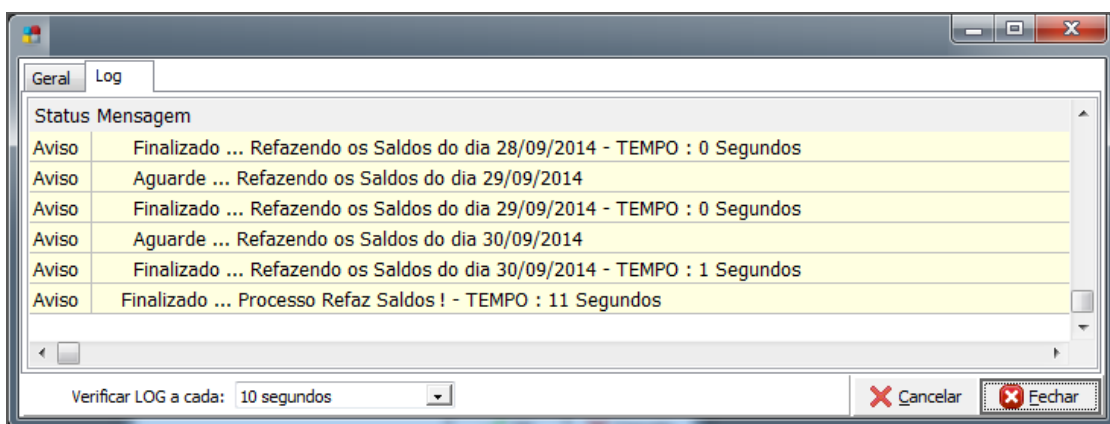 Geral Log
Status Mensagem
Aviso Finalizado ... Refazendo os Saldos do dia 28/09/2014 - TEMPO : 0 Segundos
Aviso Aguarde ... Refazendo os Saldos do dia 29/09/2014
Aviso Finalizado ... Refazendo os Saldos do dia 29/09/2014 - TEMPO : 0 Segundos
Aviso Aguarde ... Refazendo os Saldos do dia 30/09/2014
Aviso Finalizado ... Refazendo os Saldos do dia 30/09/2014 - TEMPO : 1 Segundos
Aviso Finalizado ... Processo Refaz Saldos ! - TEMPO : 11 Segundos
Verificar LOG a cada: 10 segundos Cancelar Fechar